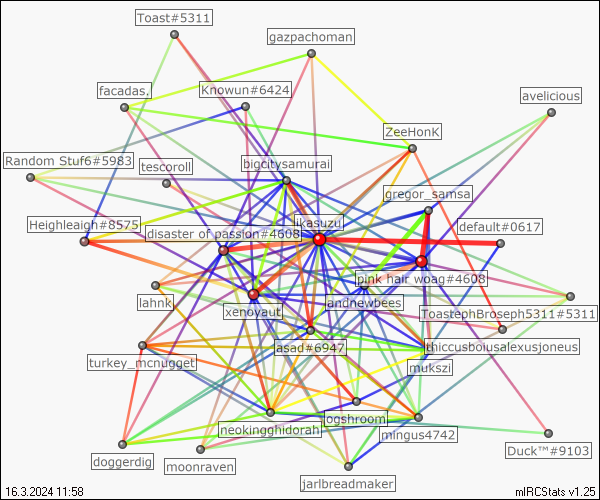 Toast#5311
gazpachoman
facadas.
Knowun#6424
avelicious
ZeeHonK
Random Stuf6#5983
tescoroll
bigcitysamurai
gregor_samsa
Heighleaigh#8575
disaster of passion#4608
ikasuzu
default#0617
pink hair woag#4608
lahnk
xenoyaut
andnewbees
ToastephBroseph5311#5311
asad#6947
thiccusboiusalexusjoneus
turkey_mcnugget
mukszi
neokingghidorah
ogshroom
mingus4742
doggerdig
moonraven
Duck™#9103
jarlbreadmaker
16.3.2024 11:58
mIRCStats v1.25